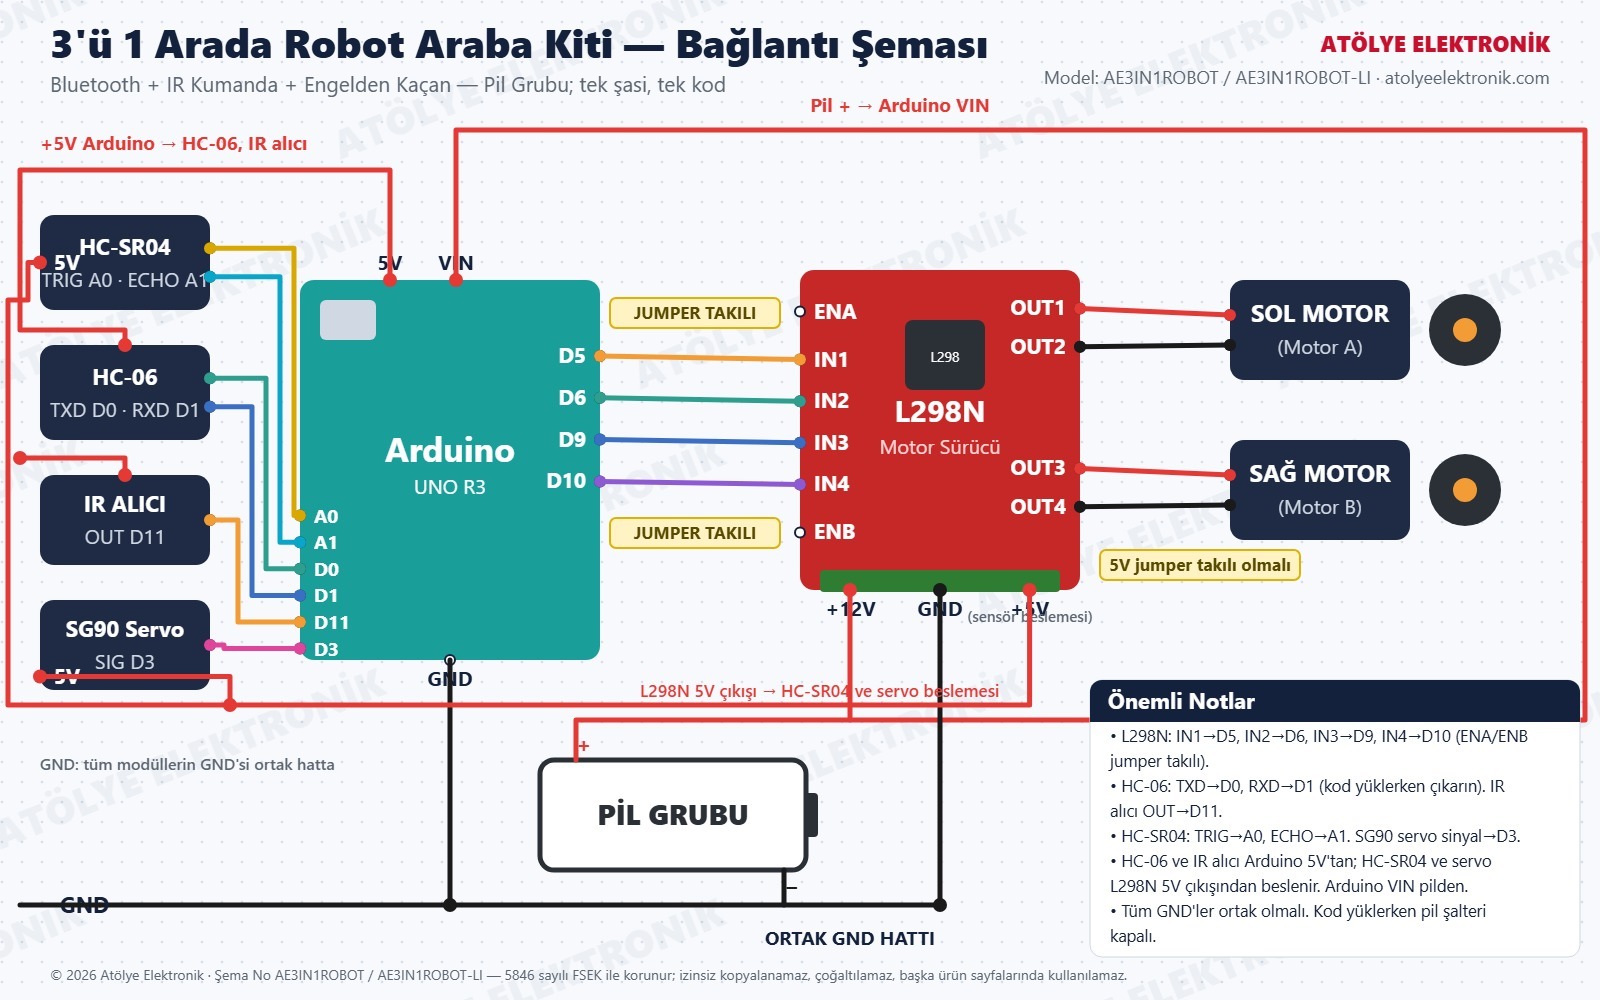 3'ü 1 Arada Robot Araba Kiti — Bağlantı Şeması
ATÖLYE ELEKTRONİK
Bluetooth + IR Kumanda + Engelden Kaçan — Pil Grubu; tek şasi, tek kod
Model: AE3IN1ROBOT / AE3IN1ROBOT-LI · atolyeelektronik.com
Pil + → Arduino VIN
+5V Arduino → HC-06, IR alıcı
HC-SR04
5V
TRIG A0 · ECHO A1
HC-06
TXD D0 · RXD D1
IR ALICI
OUT D11
SG90 Servo
SIG D3
5V
5V
VIN
Arduino
UNO R3
D5
D6
D9
D10
A0
A1
D0
D1
D11
D3
GND
JUMPER TAKILI
JUMPER TAKILI
ENA
IN1
IN2
IN3
IN4
ENB
L298
L298N
Motor Sürücü
OUT1
OUT2
OUT3
OUT4
+12V
GND
+5V
(sensör beslemesi)
SOL MOTOR
(Motor A)
SAĞ MOTOR
(Motor B)
5V jumper takılı olmalı
L298N 5V çıkışı → HC-SR04 ve servo beslemesi
+
PİL GRUBU
–
GND: tüm modüllerin GND'si ortak hatta
GND
ORTAK GND HATTI
Önemli Notlar
• L298N: IN1→D5, IN2→D6, IN3→D9, IN4→D10 (ENA/ENB
jumper takılı).
• HC-06: TXD→D0, RXD→D1 (kod yüklerken çıkarın). IR
alıcı OUT→D11.
• HC-SR04: TRIG→A0, ECHO→A1. SG90 servo sinyal→D3.
• HC-06 ve IR alıcı Arduino 5V'tan; HC-SR04 ve servo
L298N 5V çıkışından beslenir. Arduino VIN pilden.
• Tüm GND'ler ortak olmalı. Kod yüklerken pil şalteri
kapalı.
© 2026 Atölye Elektronik · Şema No AE3IN1ROBOT / AE3IN1ROBOT-LI — 5846 sayılı FSEK ile korunur; izinsiz kopyalanamaz, çoğaltılamaz, başka ürün sayfalarında kullanılamaz.